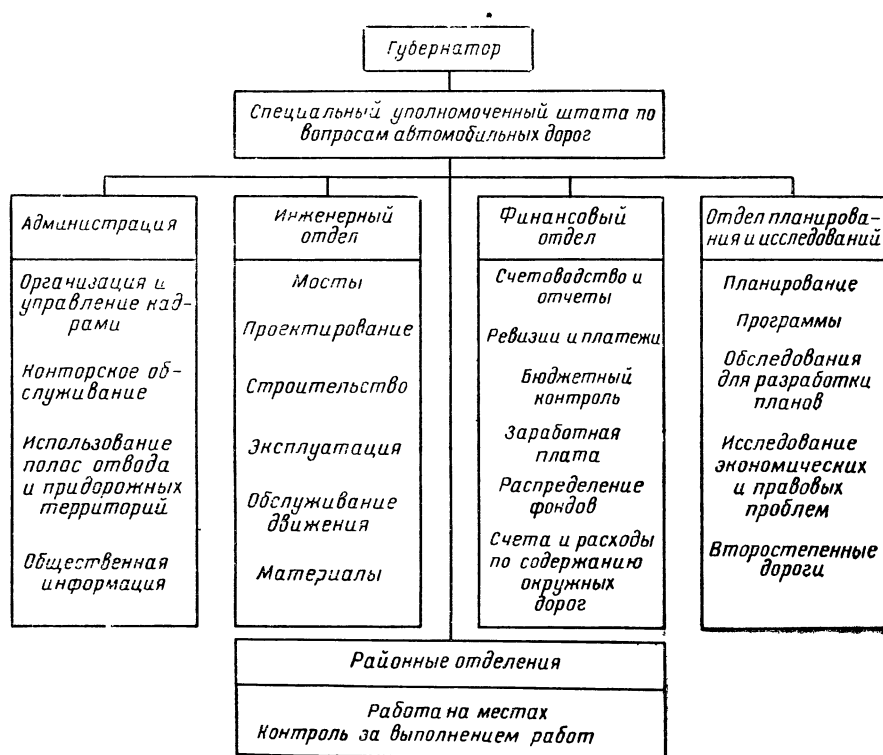 Губернатор
Специальный уполномоченный штата по
вопросам автомобильных дорог
Администрация
Организация и
управление кад-
рами
Конторское об-
служивание
Использование
полос отвода
и придорожных
территорий
Общественная
информация
Инженерный
отдел
Мосты
Проектирование
Строительство
Эксплуатация
Обслуживание
движения
Материалы
Финансовый
отдел
Счетоводство и
отчеты
Ревизии и платежи
Бюджетный
контроль
Заработная
плата
Распределение
фондов
Счета и расходы
по содержанию
окружных
дорог
Отдел планирова-
ния и исследований
Планирование
Программы
Обследования
для разработки
планов
Исследование
экономических
и правовых
проблем
Второстепенные
дороги
Районные отделения
Работа на местах
Контроль за выполнением работ